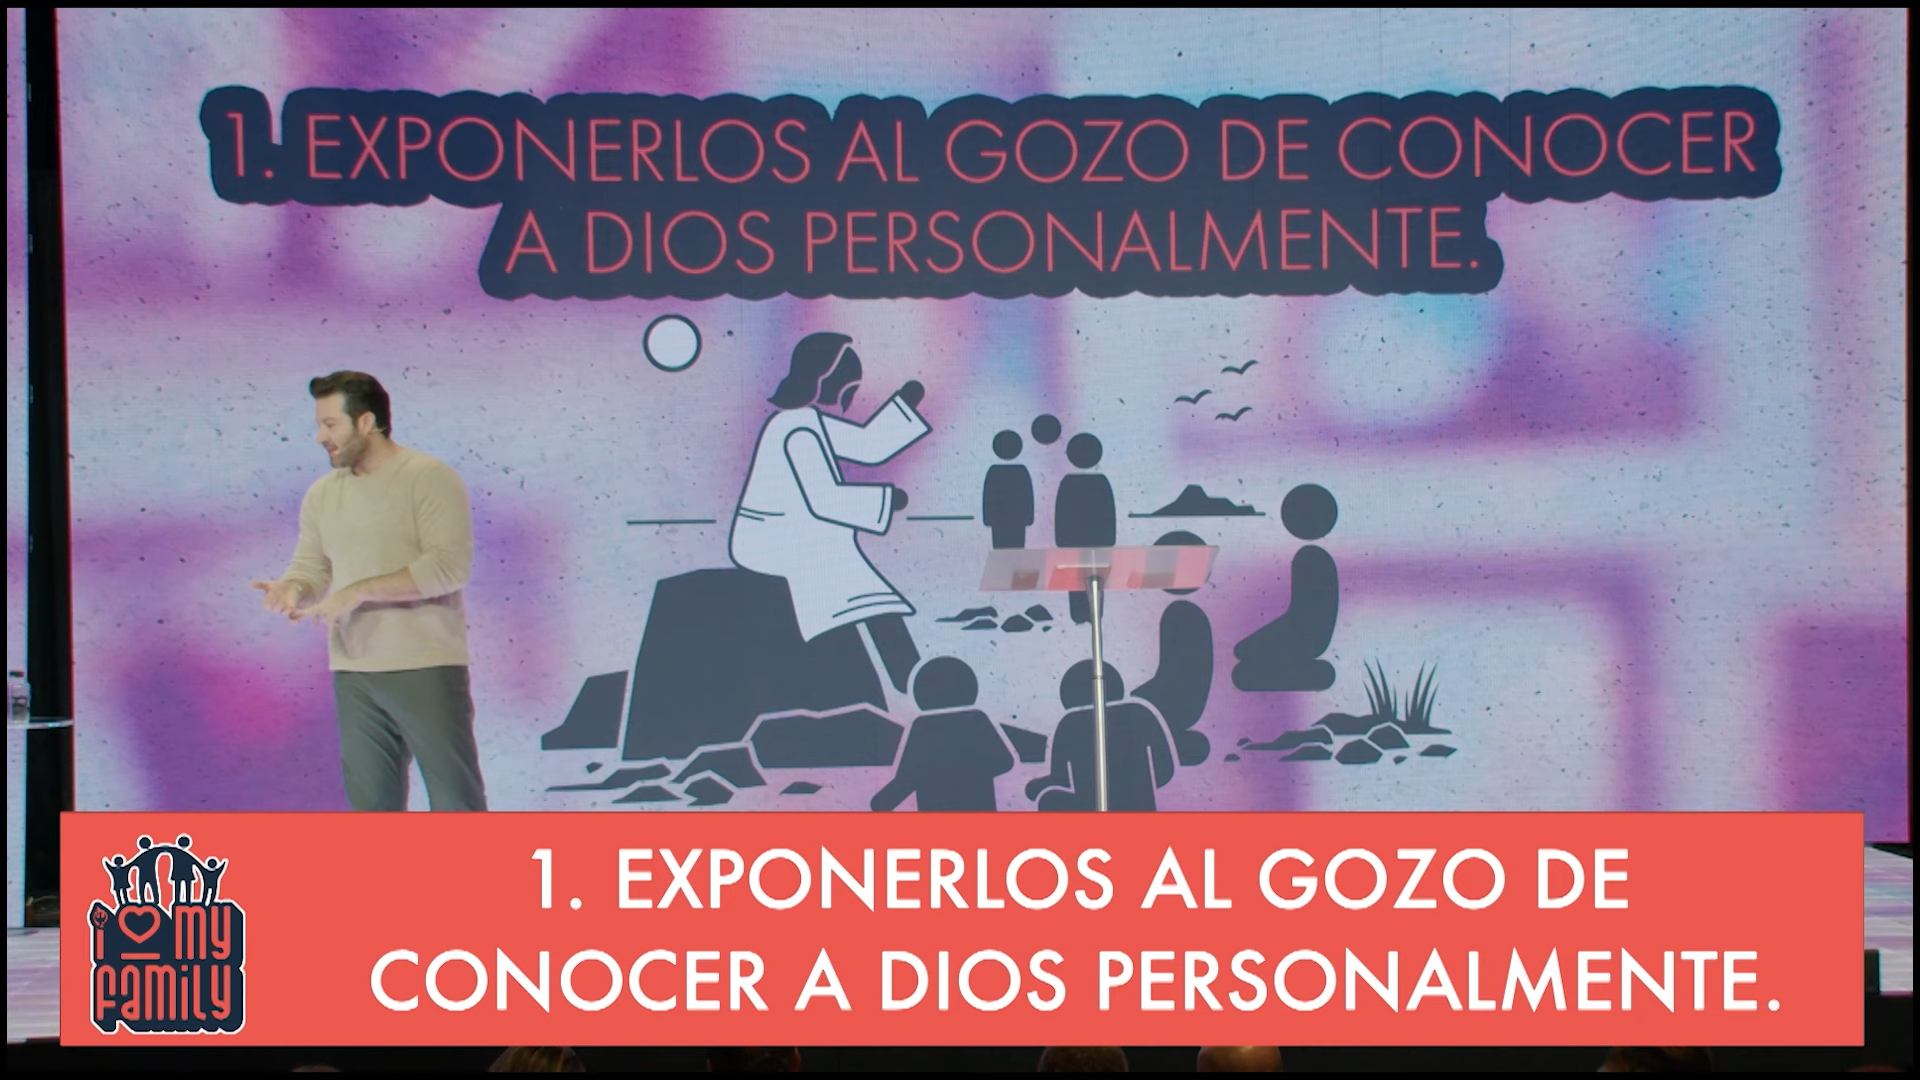 1. EXPONERLOS AL GOZO DE CONOCER
A DIOS PERSONALMENTE.
1. EXPONERLOS AL GOZO DE
CONOCER A DIOS PERSONALMENTE.
i my
family